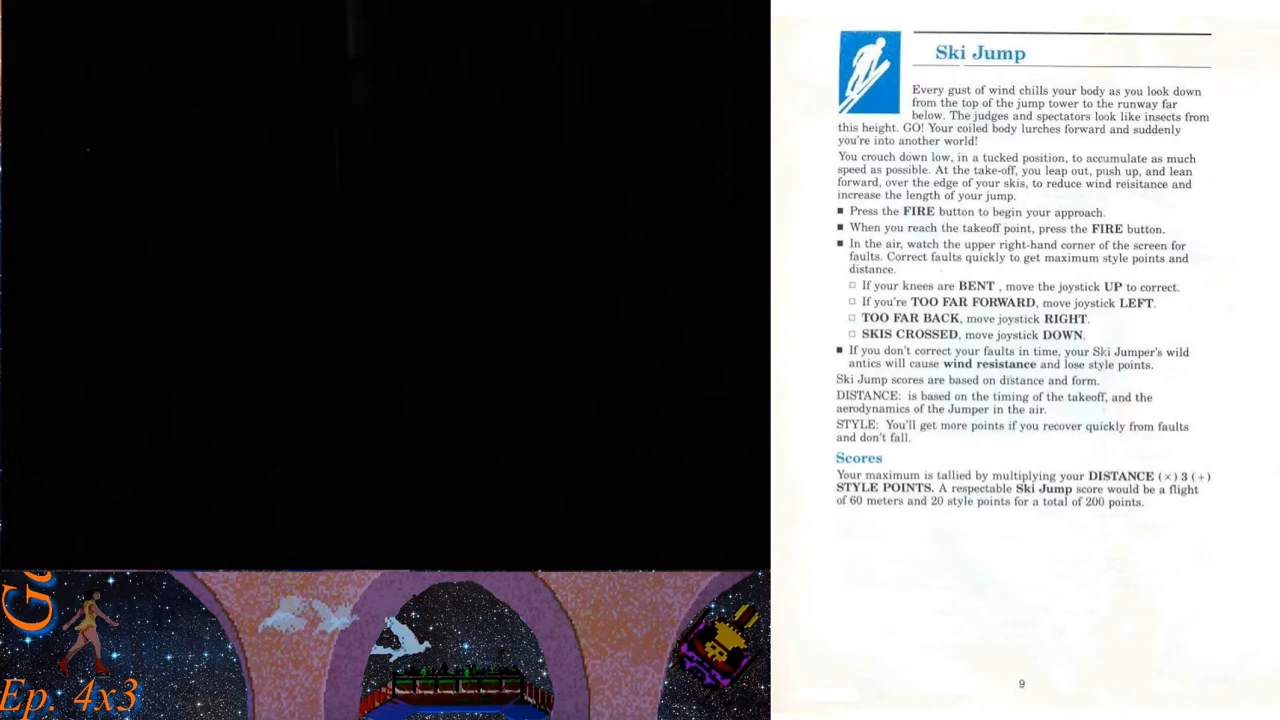 Ski Jump
Every gust of wind chills your body as you look down
from the top of the jump tower to the runway far
below. The judges and spectators look like insects from
this height. GO! Your coiled body lurches forward and suddenly
you're into another world!
You crouch down low, in a tucked position, to accumulate as much
speed as possible. At the take-off, you leap out, push up, and lean
forward, over the edge of your skis, to reduce wind reisitance and
increase the length of your jump.
■ Press the FIRE button to begin your approach.
■ When you reach the takeoff point, press the FIRE button.
■ In the air, watch the upper right-hand corner of the screen for
faults. Correct faults quickly to get maximum style points and
distance.
□ If your knees are BENT , move the joystick UP to correct.
□ If you're TOO FAR FORWARD, move joystick LEFT.
□ TOO FAR BACK, move joystick RIGHT.
□ SKIS CROSSED, move joystick DOWN.
■ If you don't correct your faults in time, your Ski Jumper's wild
antics will cause wind resistance and lose style points.
Ski Jump scores are based on distance and form.
DISTANCE: is based on the timing of the takeoff, and the
aerodynamics of the Jumper in the air.
STYLE: You'll get more points if you recover quickly from faults
and don't fall.
Scores
Your maximum is tallied by multiplying your DISTANCE (×) 3 (+)
STYLE POINTS. A respectable Ski Jump score would be a flight
of 60 meters and 20 style points for a total of 200 points.
9
Ep. 4x3